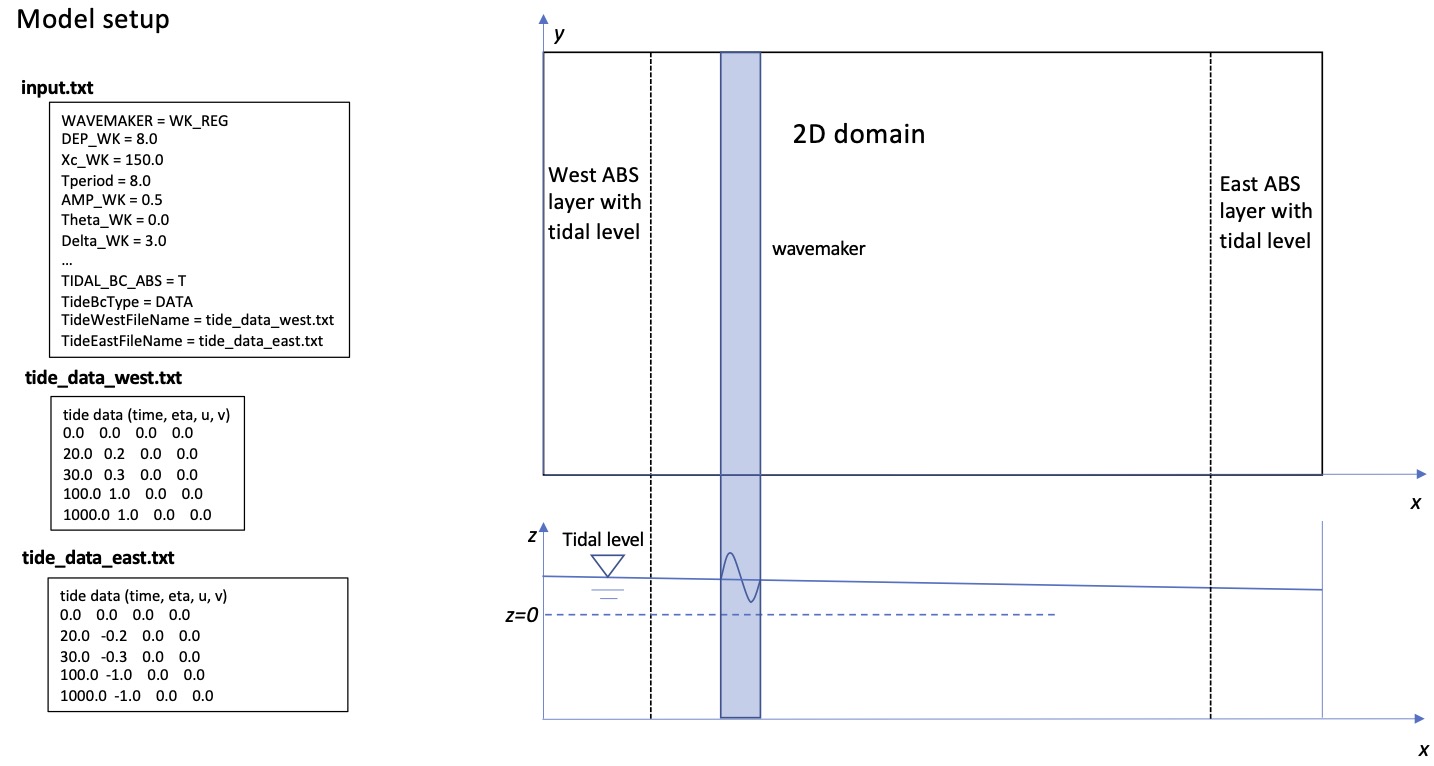 Model setup
input.txt
WAVEMAKER = WK_REG
DEP_WK = 8.0
Xc_WK = 150.0
Tperiod = 8.0
AMP_WK = 0.5
Theta_WK = 0.0
Delta_WK = 3.0
...
TIDAL_BC_ABS = T
TideBcType = DATA
TideWestFileName = tide_data_west.txt
TideEastFileName = tide_data_east.txt
tide_data_west.txt
tide data (time, eta, u, v)
0.0 0.0 0.0 0.0
20.0 0.2 0.0 0.0
30.0 0.3 0.0 0.0
100.0 1.0 0.0 0.0
1000.0 1.0 0.0 0.0
tide_data_east.txt
tide data (time, eta, u, v)
0.0 0.0 0.0 0.0
20.0 -0.2 0.0 0.0
30.0 -0.3 0.0 0.0
100.0 -1.0 0.0 0.0
1000.0 -1.0 0.0 0.0
y
2D domain
West ABS
layer with
tidal level
wavemaker
East ABS
layer with
tidal level
x
z
Tidal level
z=0
x